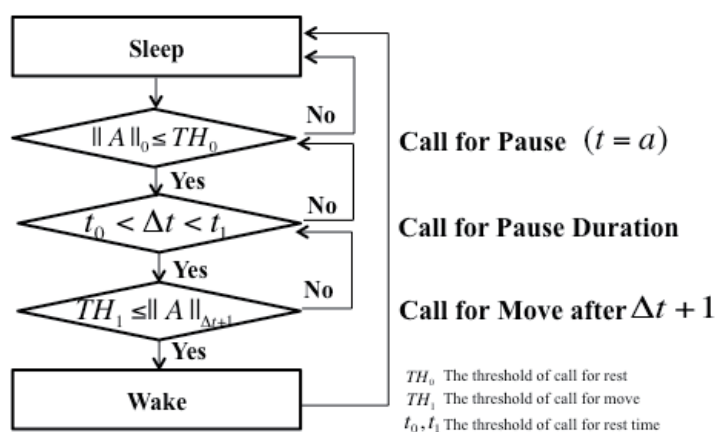 Sleep
No
|| A ||₀ ≤ TH₀
Call for Pause (t = a)
Yes
No
t₀ < Δt < t₁
Call for Pause Duration
Yes
No
TH₁ ≤ || A ||Δt+1
Call for Move after Δt + 1
Yes
TH₀ The threshold of call for rest
Wake
TH₁ The threshold of call for move
t₀, t₁ The threshold of call for rest time